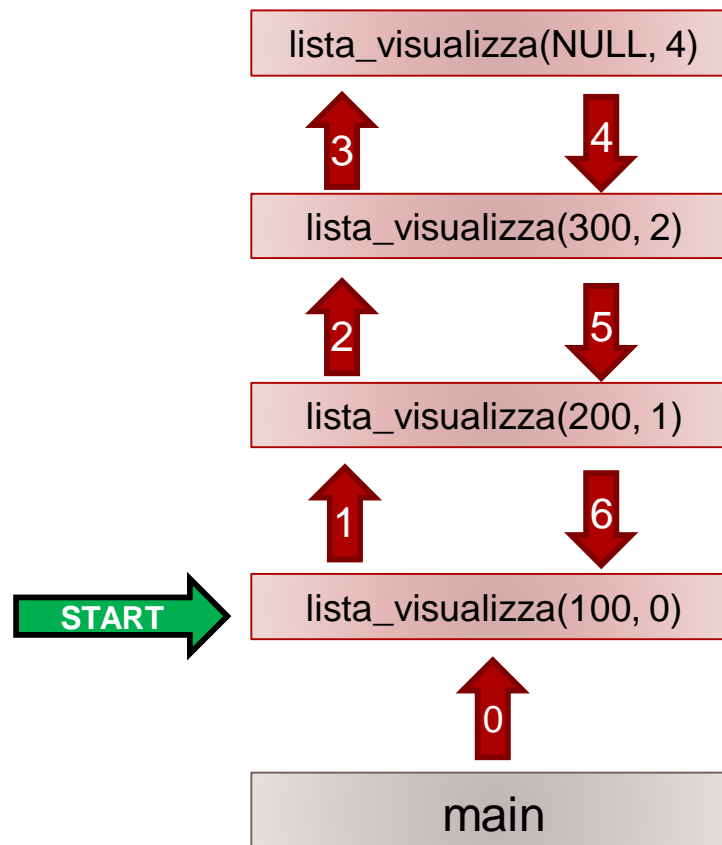 lista_visualizza(NULL, 4)
3
4
lista_visualizza(300, 2)
2
5
lista_visualizza(200, 1)
1
6
START
lista_visualizza(100, 0)
0
main